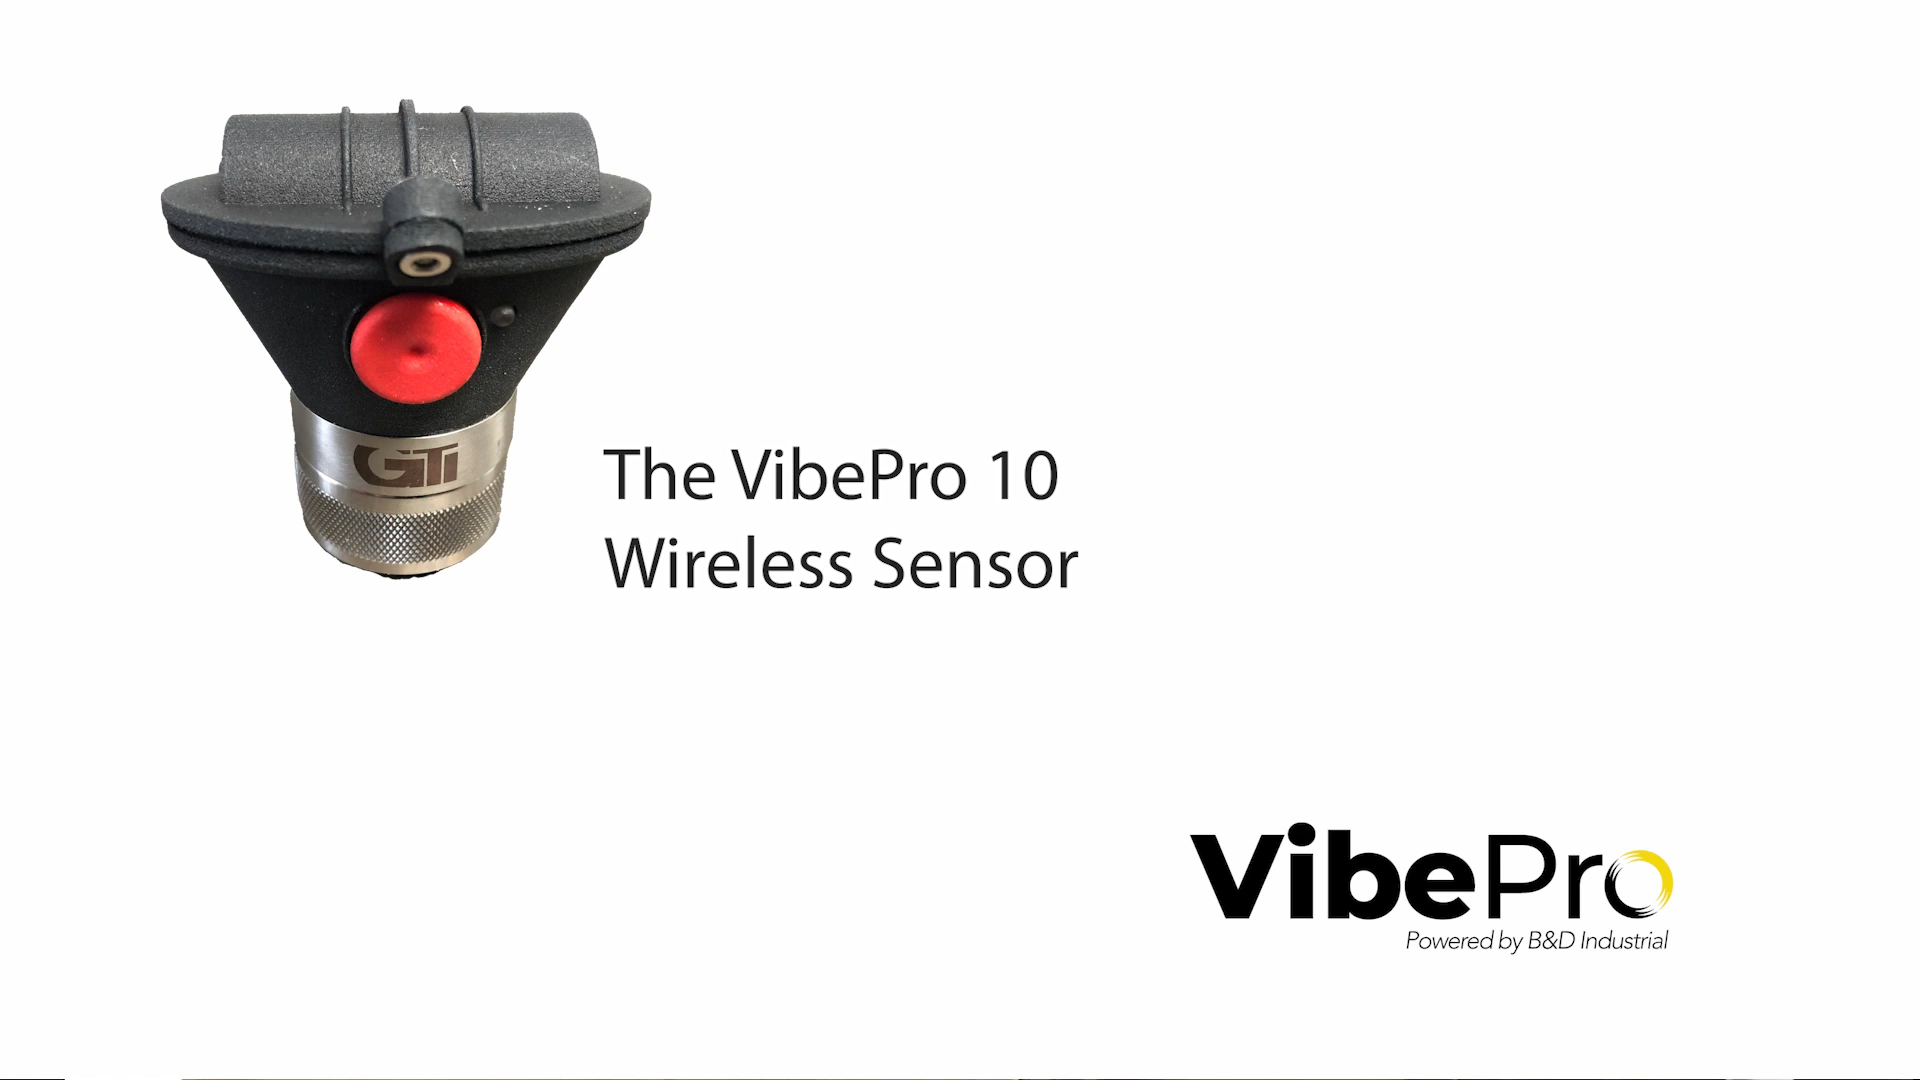 GTi
The VibePro 10
Wireless Sensor
VibePro
Powered by B&D Industrial